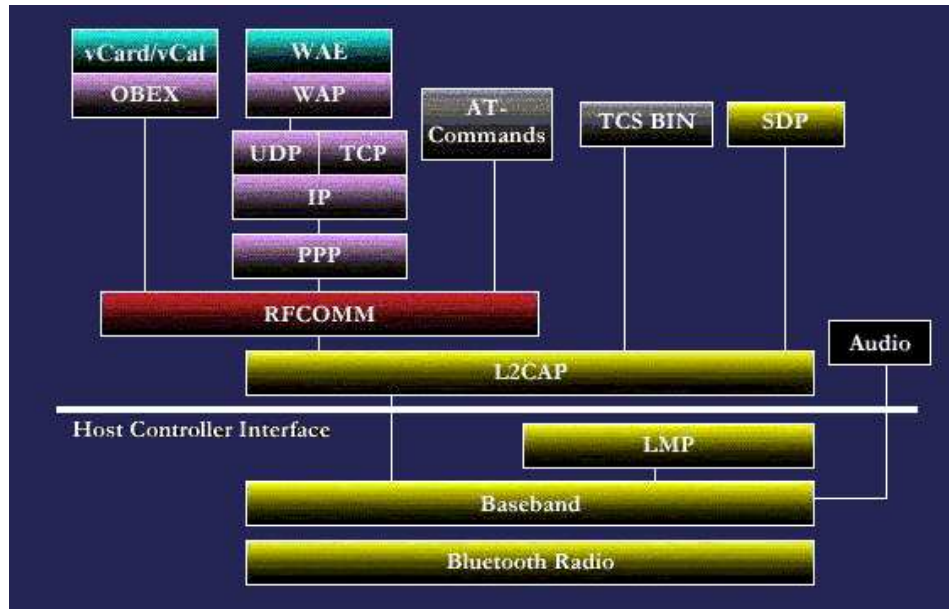 vCard/vCal
OBEX
WAE
WAP
UDP TCP
IP
PPP
AT-
Commands
TCS BIN
SDP
RFCOMM
Audio
L2CAP
Host Controller Interface
LMP
Baseband
Bluetooth Radio